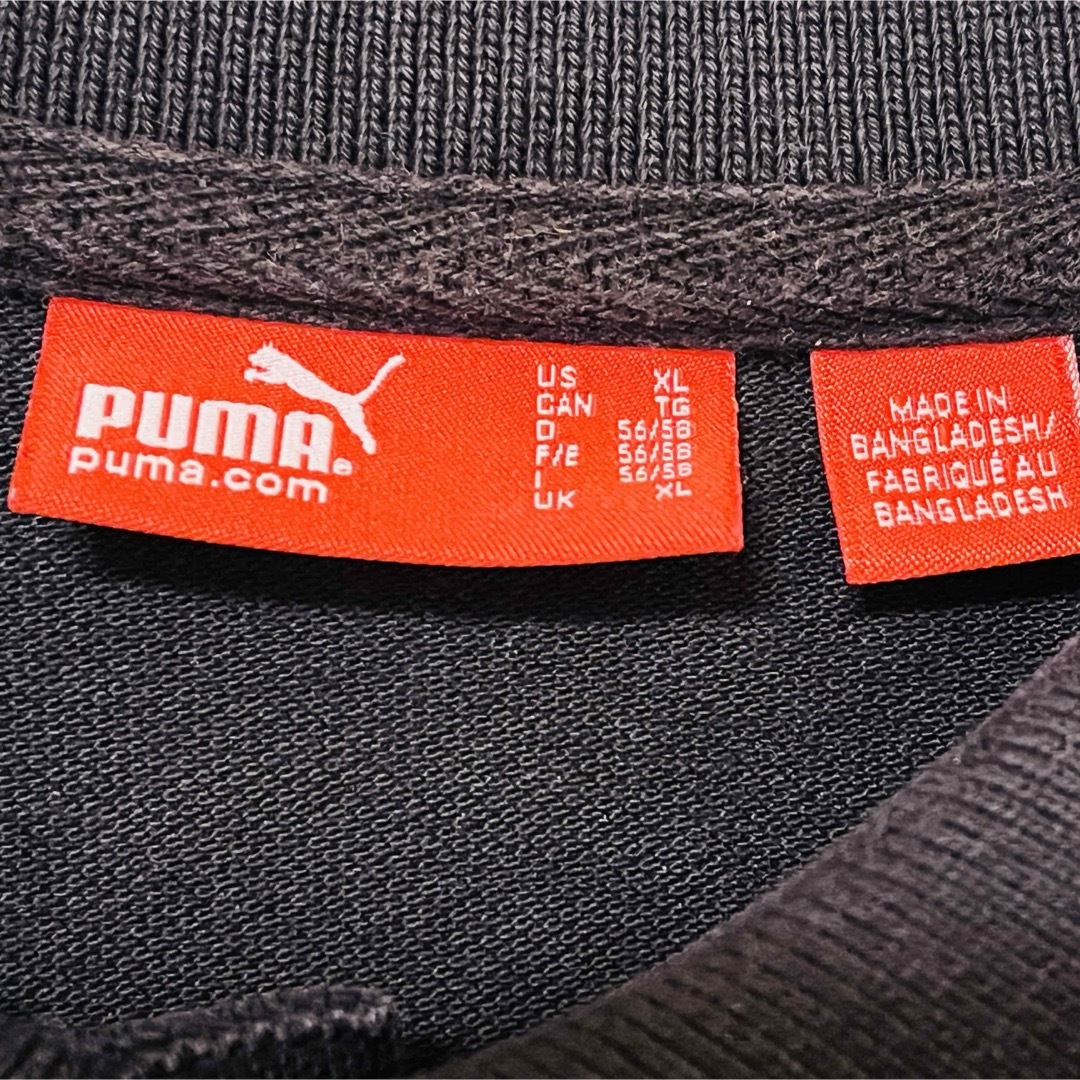 PUMA®
puma.com
US XL
CAN TG
D 56/58
F/E 56/58
I 56/58
UK XL
MADE IN
BANGLADESH/
FABRIQUÉ AU
BANGLADESH